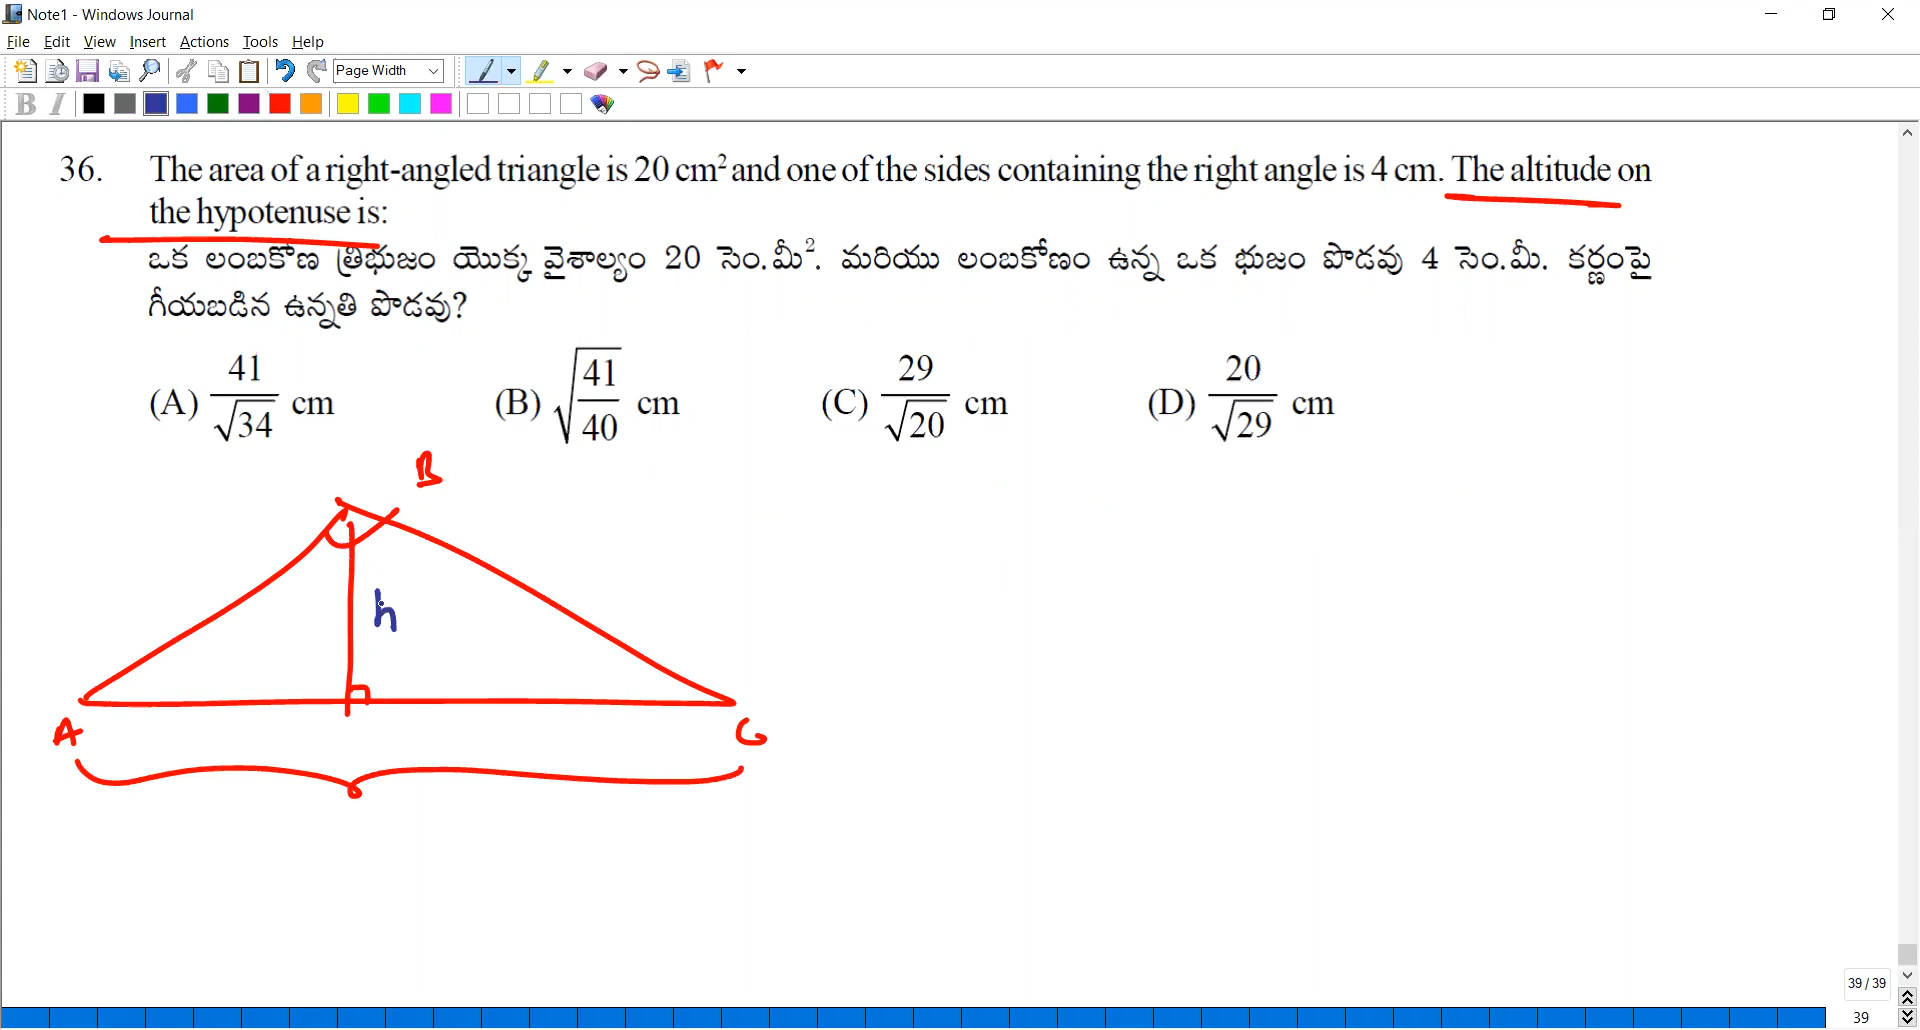 Note1 - Windows Journal
File Edit View Insert Actions Tools Help
Page Width
B I
36. The area of a right-angled triangle is 20 cm² and one of the sides containing the right angle is 4 cm. The altitude on
the hypotenuse is:
ఒక లంబకోణ త్రిభుజం యొక్క వైశాల్యం 20 సెం.మీ². మరియు లంబకోణం ఉన్న ఒక భుజం పొడవు 4 సెం.మీ. కర్ణంపై
గీయబడిన ఉన్నతి పొడవు?
(A) 41/√34 cm (B) √(41/40) cm (C) 29/√20 cm (D) 20/√29 cm
B
h
A C
39 / 39
39